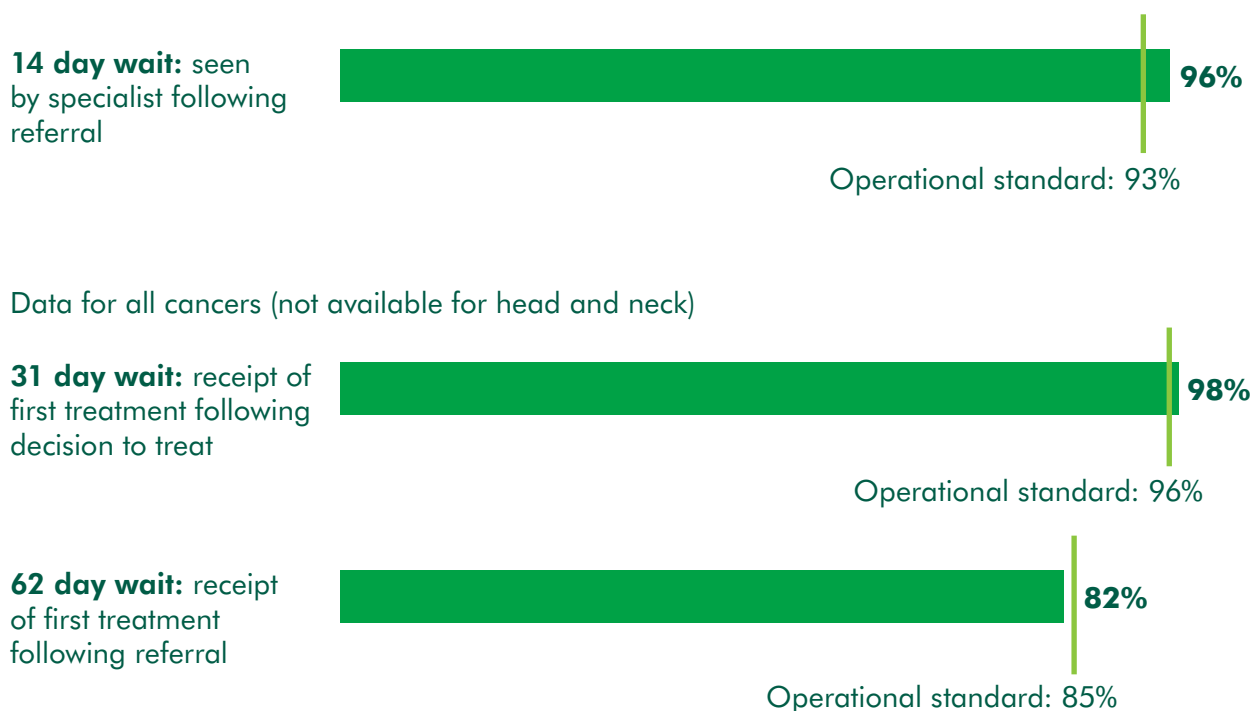 14 day wait: seen
by specialist following
referral
96%
Operational standard: 93%
Data for all cancers (not available for head and neck)
31 day wait: receipt of
first treatment following
decision to treat
98%
Operational standard: 96%
62 day wait: receipt
of first treatment
following referral
82%
Operational standard: 85%